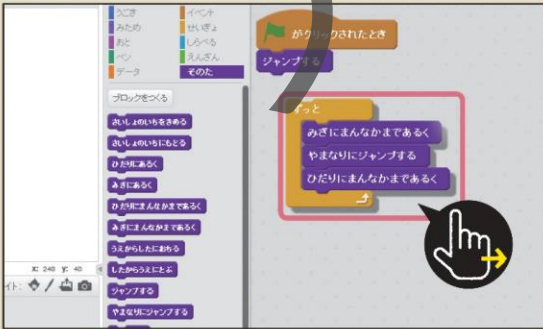 うごき
イベント
みため
せいぎょ
おと
しらべる
ペン
えんざん
データ
そのた
ブロックをつくる
さいしょのいちをきめる
さいしょのいちにもどる
ひだりにあるく
みぎにあるく
ひだりにまんなかまであるく
みぎにまんなかまであるく
うえからしたにおちる
したからうえにとぶ
ジャンプする
やまなりにジャンプする
x: 240 y: 40
がクリックされたとき
ジャンプする
ずっと
みぎにまんなかまであるく
やまなりにジャンプする
ひだりにまんなかまであるく